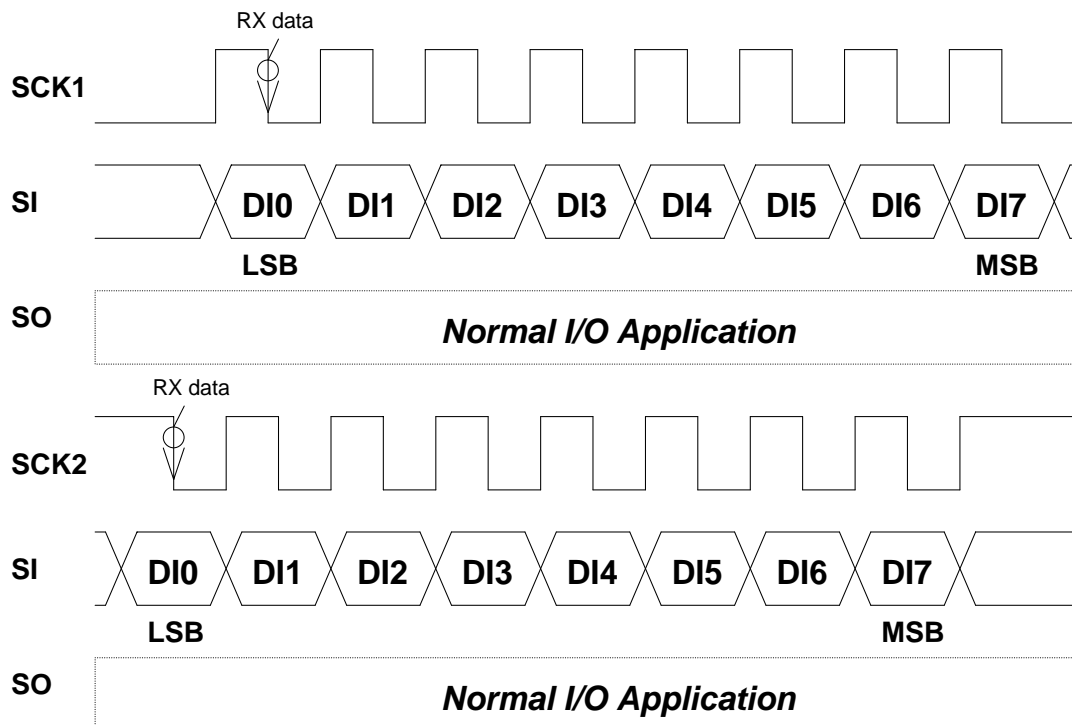 RX data
SCK1
SI DI0 DI1 DI2 DI3 DI4 DI5 DI6 DI7
LSB MSB
SO Normal I/O Application
RX data
SCK2
SI DI0 DI1 DI2 DI3 DI4 DI5 DI6 DI7
LSB MSB
SO Normal I/O Application